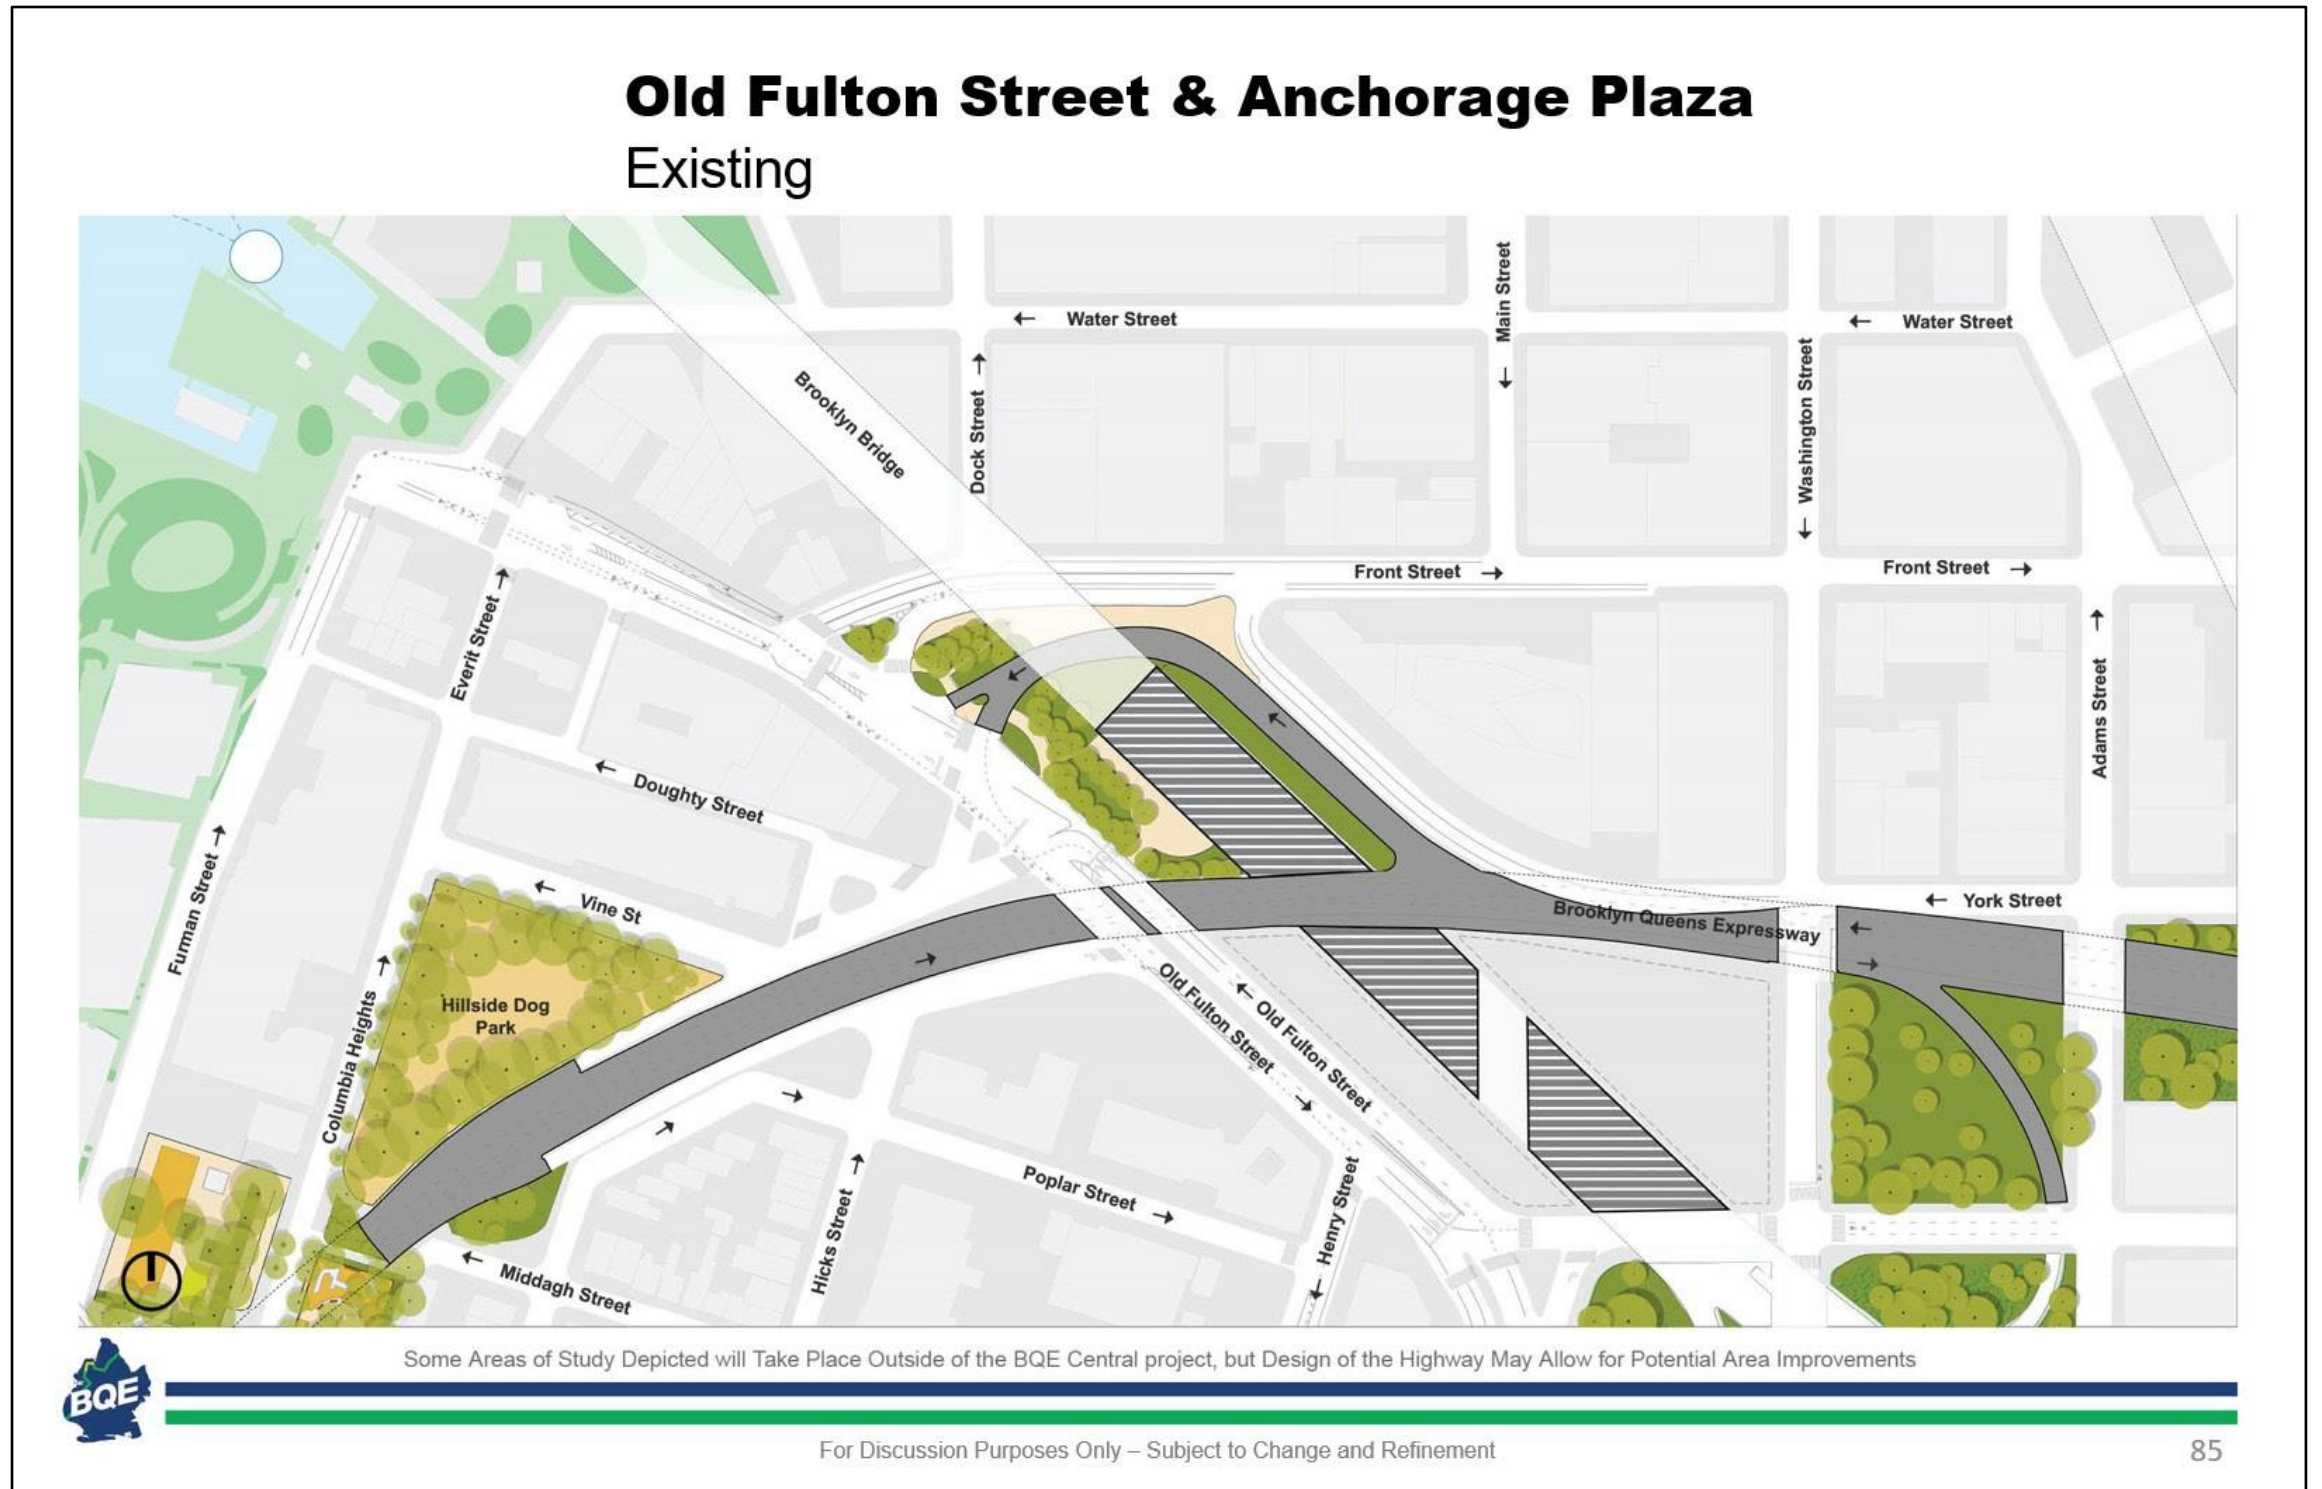 Old Fulton Street & Anchorage Plaza
Existing
Main Street
← Water Street
← Water Street
Washington Street
Brooklyn Bridge
Dock Street
Front Street →
Front Street →
Everit Street
Adams Street
← Doughty Street
Furman Street
← Vine St
← York Street
Brooklyn Queens Expressway
Hillside Dog
Park
Columbia Heights
Old Fulton Street
← Old Fulton Street
Poplar Street →
Henry Street
Hicks Street
← Middagh Street
Some Areas of Study Depicted will Take Place Outside of the BQE Central project, but Design of the Highway May Allow for Potential Area Improvements
BQE
For Discussion Purposes Only – Subject to Change and Refinement
85